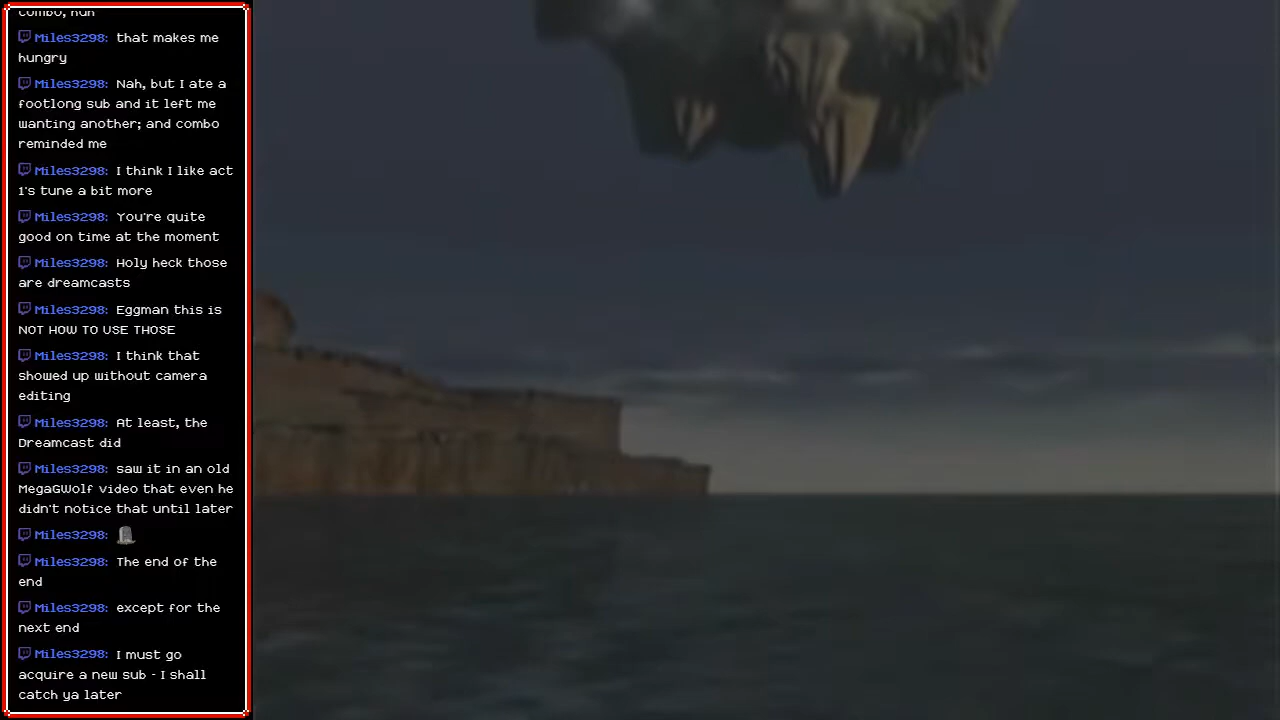 combo, huh
Miles3298: that makes me
hungry
Miles3298: Nah, but I ate a
footlong sub and it left me
wanting another; and combo
reminded me
Miles3298: I think I like act
1's tune a bit more
Miles3298: You're quite
good on time at the moment
Miles3298: Holy heck those
are dreamcasts
Miles3298: Eggman this is
NOT HOW TO USE THOSE
Miles3298: I think that
showed up without camera
editing
Miles3298: At least, the
Dreamcast did
Miles3298: saw it in an old
MegaGWolf video that even he
didn't notice that until later
Miles3298:
Miles3298: The end of the
end
Miles3298: except for the
next end
Miles3298: I must go
acquire a new sub - I shall
catch ya later